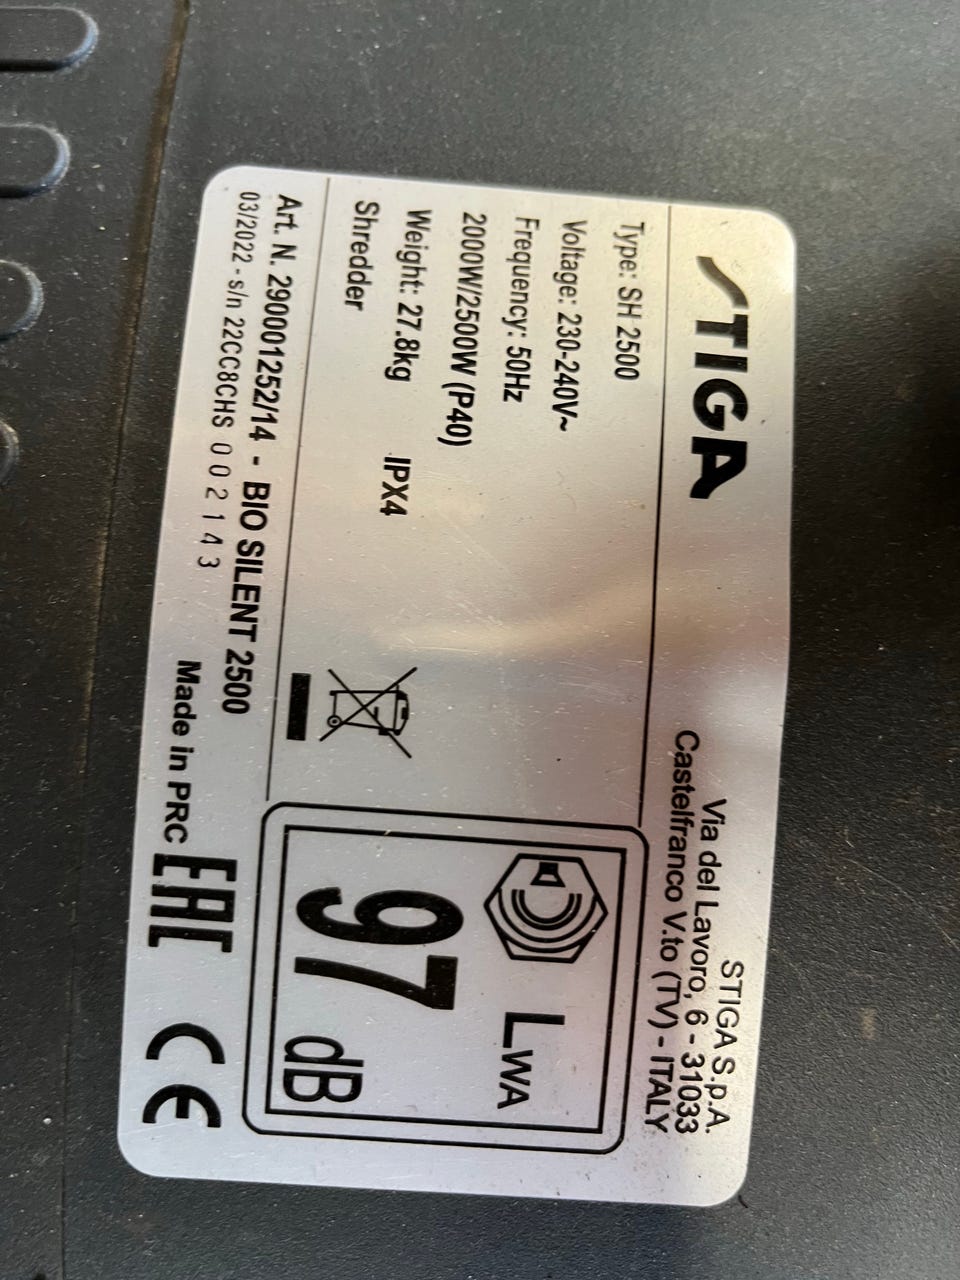 STIGA
STIGA S.p.A.
Via del Lavoro, 6 - 31033
Castelfranco V.to (TV) - ITALY
Type: SH 2500
Voltage: 230-240V~
Frequency: 50Hz
2000W/2500W (P40)
Weight: 27.8kg IPX4
Shredder
LWA
97 dB
Art. N. 290001252/14 - BIO SILENT 2500
03/2022 - s/n 22CC8CHS 002143 Made in PRC
EAC CE